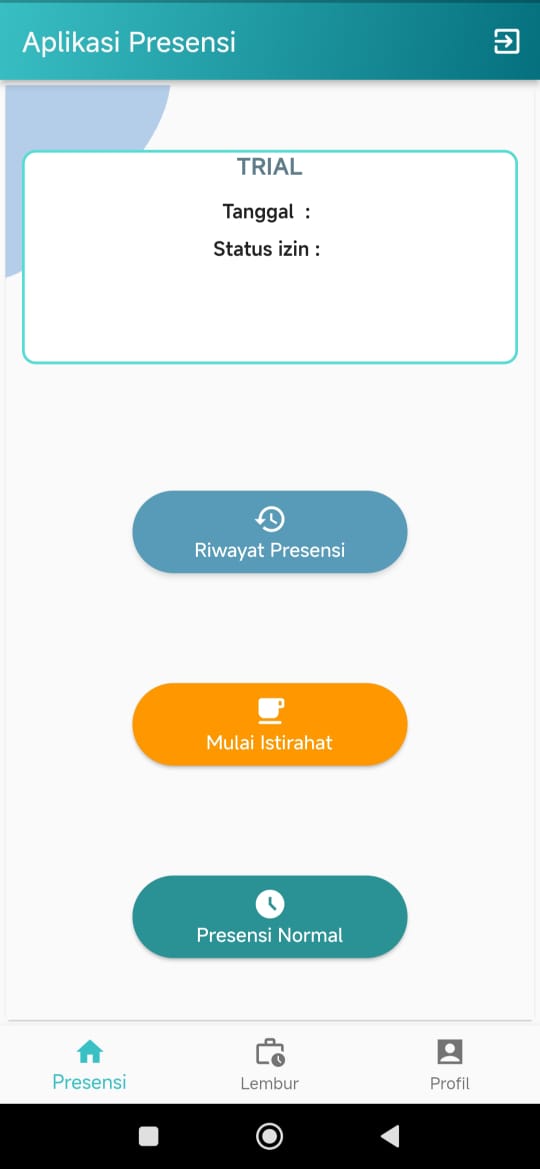 Aplikasi Presensi
TRIAL
Tanggal :
Status izin :
Riwayat Presensi
Mulai Istirahat
Presensi Normal
Presensi
Lembur
Profil